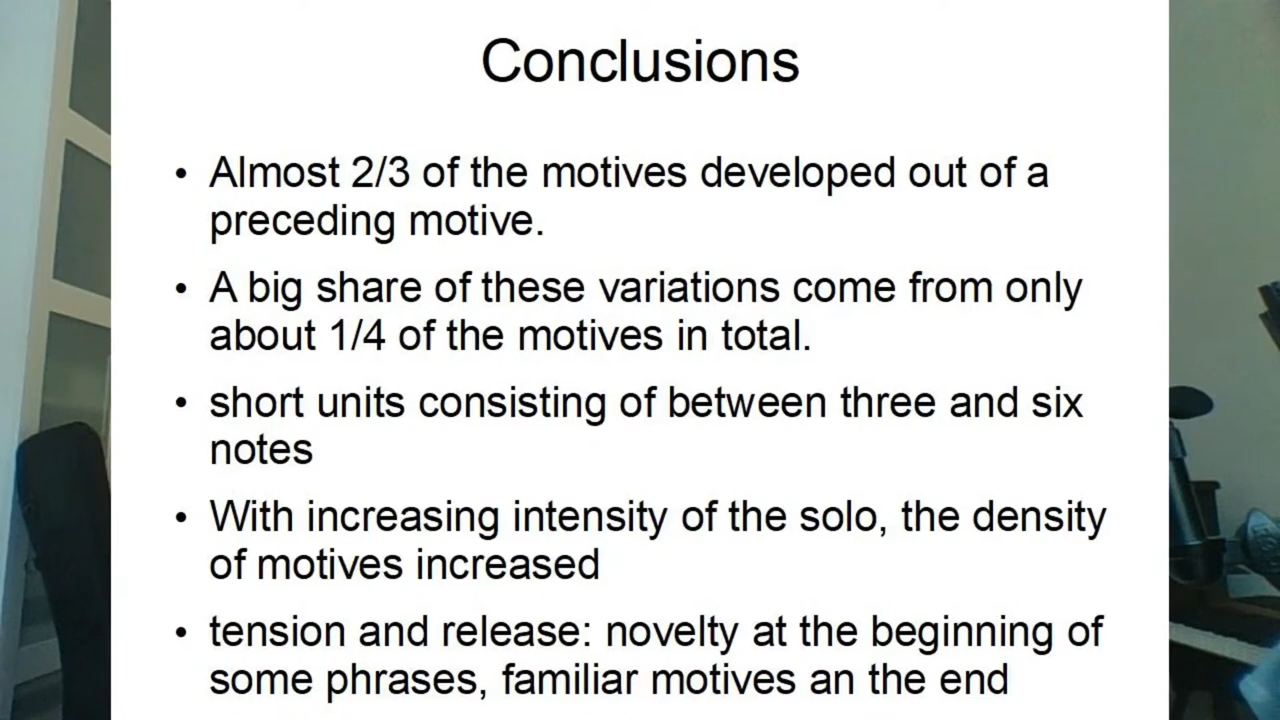 Conclusions
• Almost 2/3 of the motives developed out of a
preceding motive.
• A big share of these variations come from only
about 1/4 of the motives in total.
• short units consisting of between three and six
notes
• With increasing intensity of the solo, the density
of motives increased
• tension and release: novelty at the beginning of
some phrases, familiar motives an the end